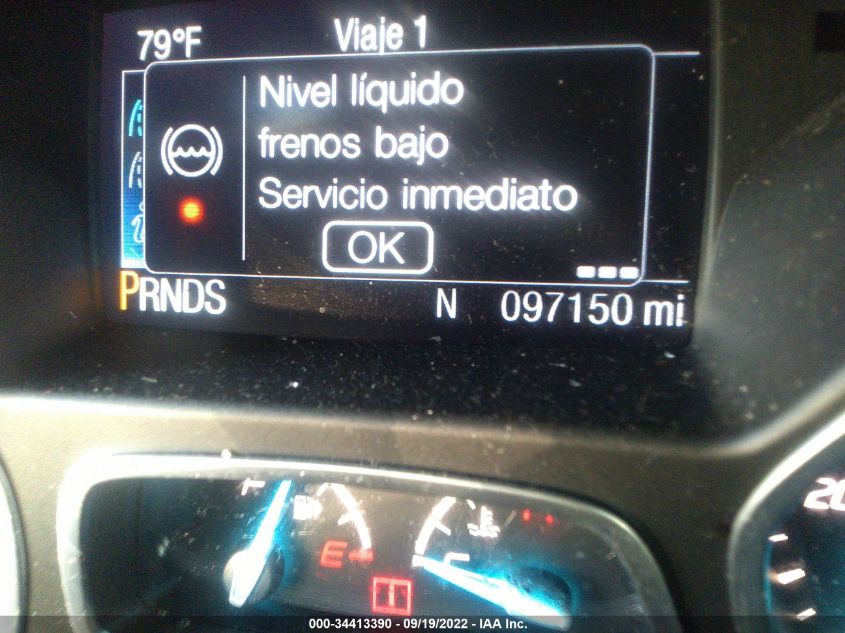 79°F
Viaje 1
Nivel líquido
frenos bajo
Servicio inmediato
OK
PRNDS
N
097150 mi
F
E
C
20
000-34413390 - 09/19/2022 - IAA Inc.